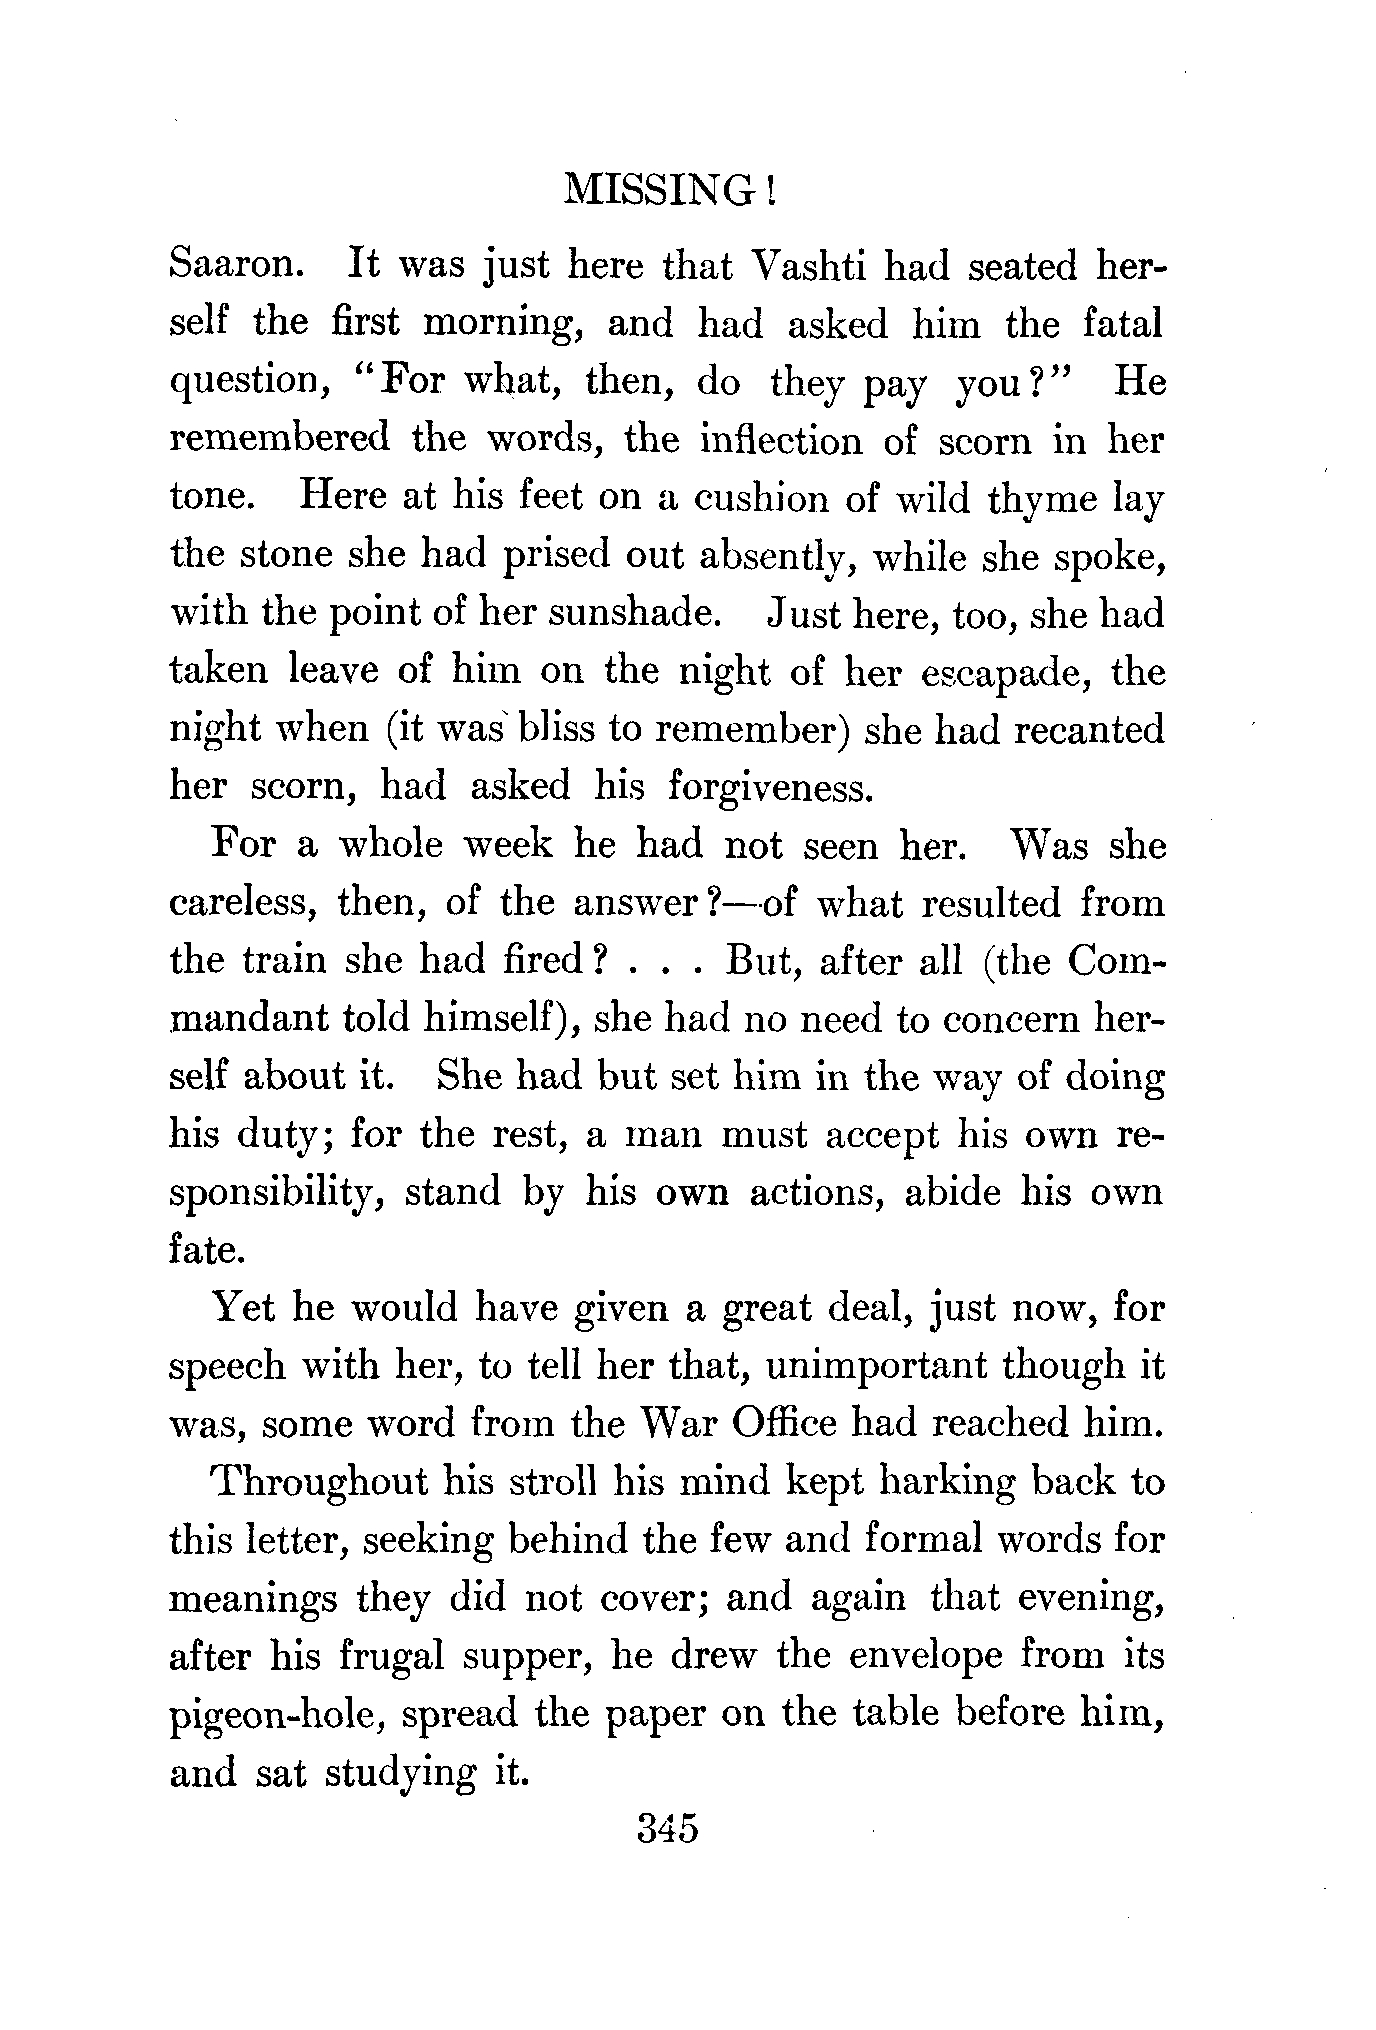 MISSING!
Saaron. It was just here that Vashti had seated her-
self the first morning, and had asked him the fatal
question, "For what, then, do they pay you?" He
remembered the words, the inflection of scorn in her
tone. Here at his feet on a cushion of wild thyme lay
the stone she had prised out absently, while she spoke,
with the point of her sunshade. Just here, too, she had
taken leave of him on the night of her escapade, the
night when (it was bliss to remember) she had recanted
her scorn, had asked his forgiveness.
For a whole week he had not seen her. Was she
careless, then, of the answer?—of what resulted from
the train she had fired? . . . But, after all (the Com-
mandant told himself), she had no need to concern her-
self about it. She had but set him in the way of doing
his duty; for the rest, a man must accept his own re-
sponsibility, stand by his own actions, abide his own
fate.
Yet he would have given a great deal, just now, for
speech with her, to tell her that, unimportant though it
was, some word from the War Office had reached him.
Throughout his stroll his mind kept harking back to
this letter, seeking behind the few and formal words for
meanings they did not cover; and again that evening,
after his frugal supper, he drew the envelope from its
pigeon-hole, spread the paper on the table before him,
and sat studying it.
345